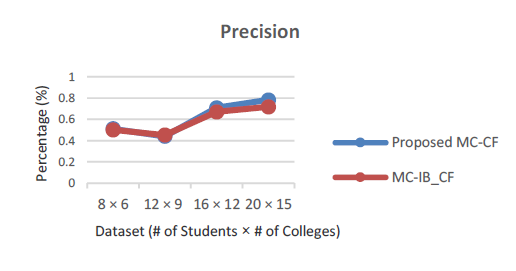 Precision
Percentage (%)
1
0.8
0.6
0.4
0.2
0
8 × 6 12 × 9 16 × 12 20 × 15
Dataset (# of Students × # of Colleges)
Proposed MC-CF
MC-IB_CF